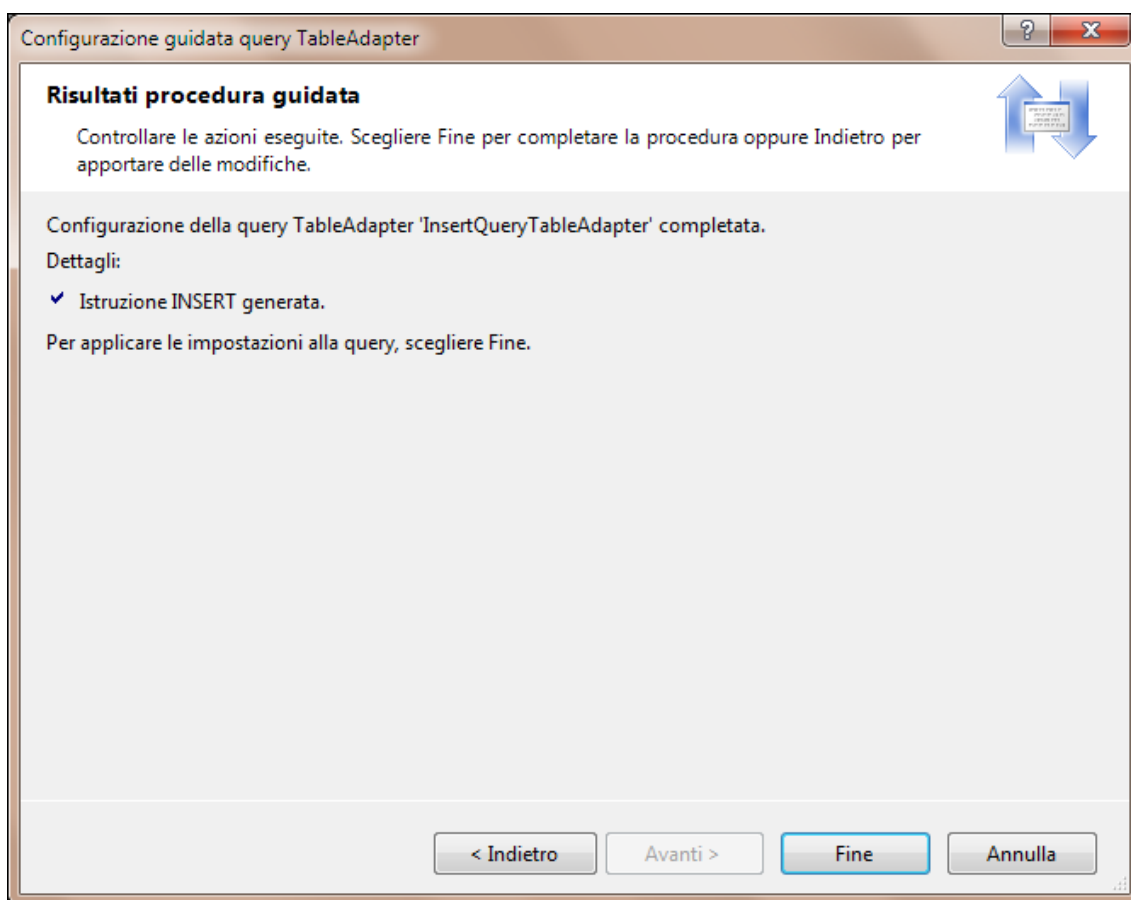 Configurazione guidata query TableAdapter
Risultati procedura guidata
Controllare le azioni eseguite. Scegliere Fine per completare la procedura oppure Indietro per
apportare delle modifiche.
Configurazione della query TableAdapter 'InsertQueryTableAdapter' completata.
Dettagli:
Istruzione INSERT generata.
Per applicare le impostazioni alla query, scegliere Fine.
< Indietro
Avanti >
Fine
Annulla